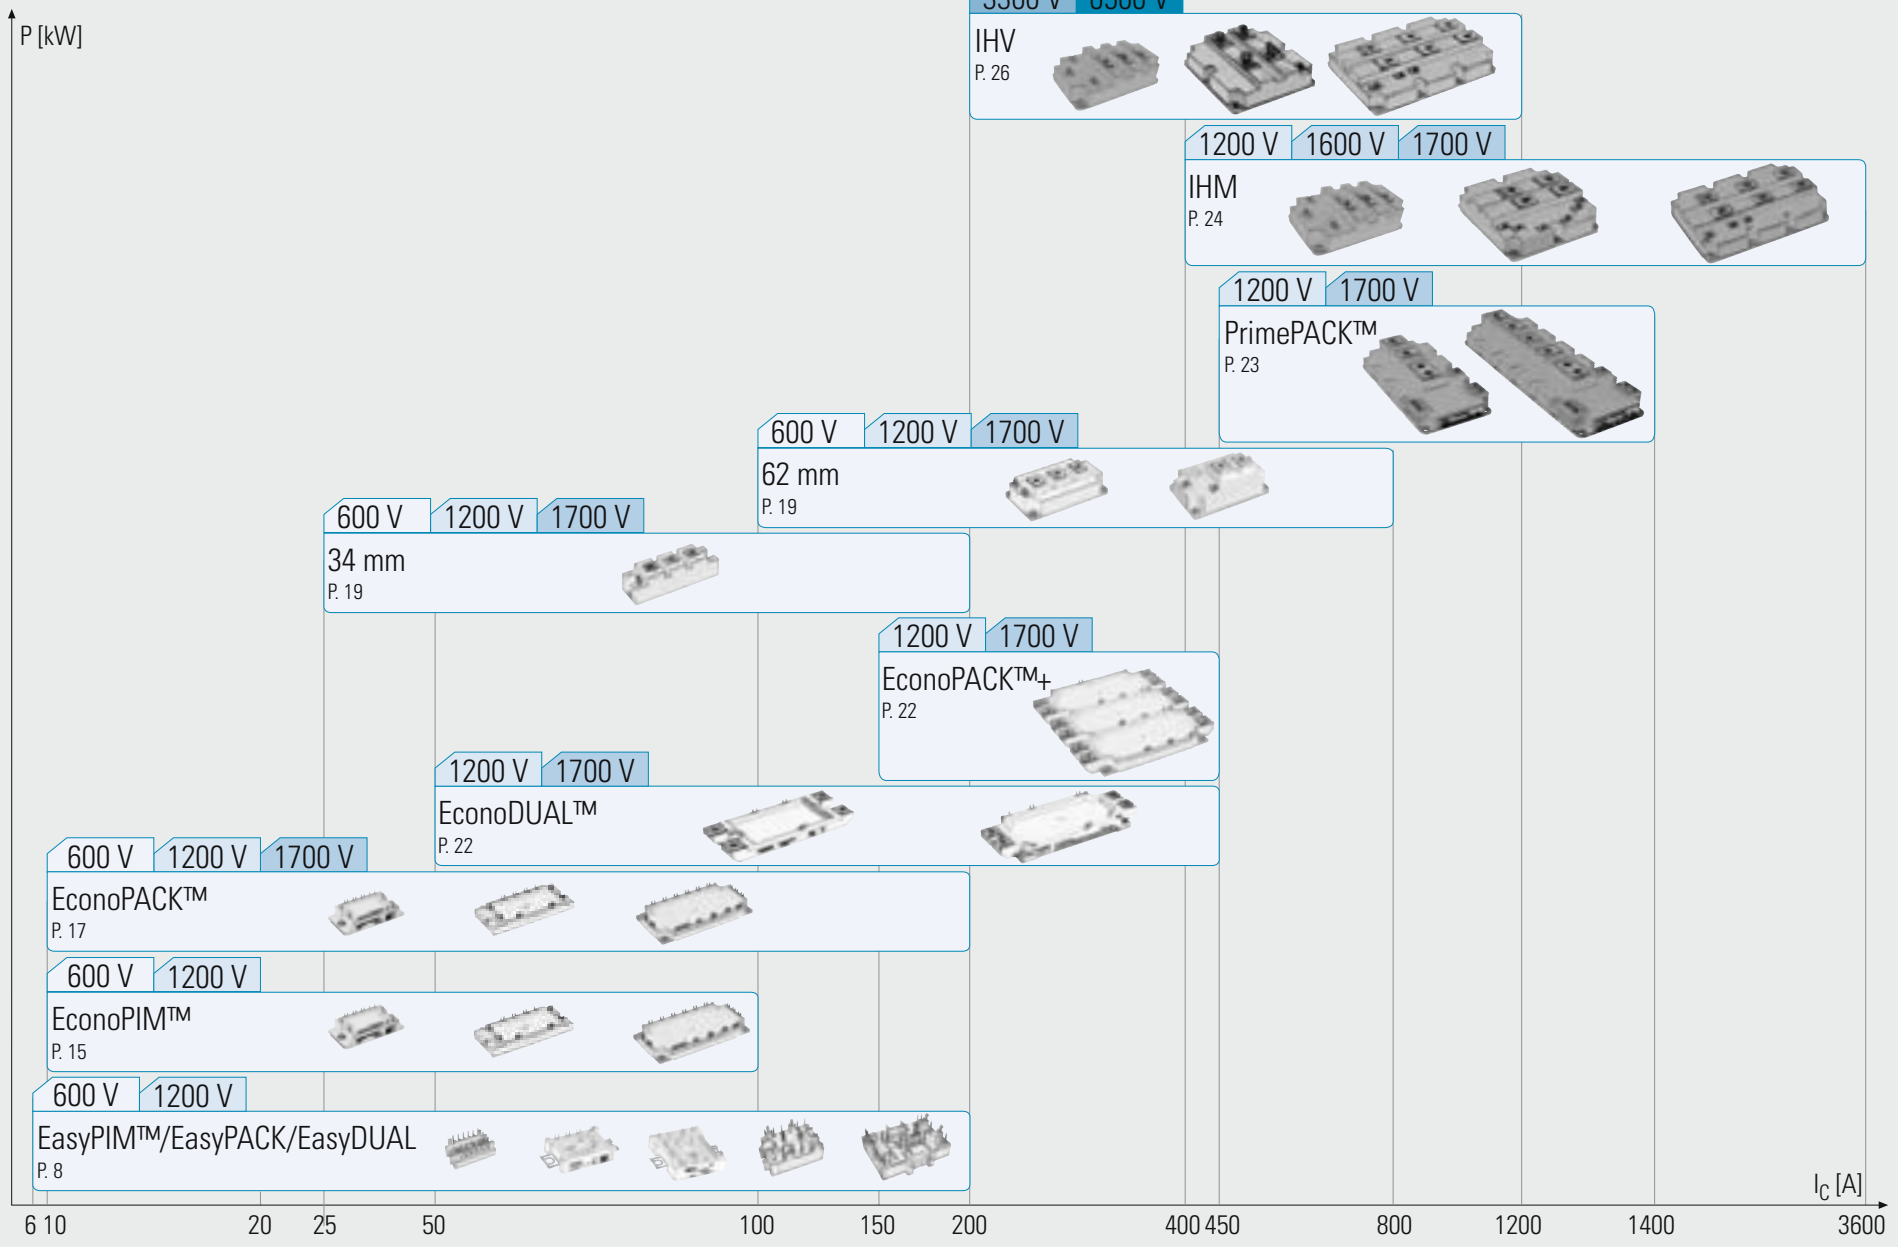 3300 V 6500 V
P [kW]
IHV
P. 26
1200 V 1600 V 1700 V
IHM
P. 24
1200 V 1700 V
PrimePACK™
P. 23
600 V 1200 V 1700 V
62 mm
P. 19
600 V 1200 V 1700 V
34 mm
P. 19
1200 V 1700 V
EconoPACK™+
P. 22
1200 V 1700 V
EconoDUAL™
P. 22
600 V 1200 V 1700 V
EconoPACK™
P. 17
600 V 1200 V
EconoPIM™
P. 15
600 V 1200 V
EasyPIM™/EasyPACK/EasyDUAL
P. 8
I_C [A]
6 10 20 25 50 100 150 200 400 450 800 1200 1400 3600